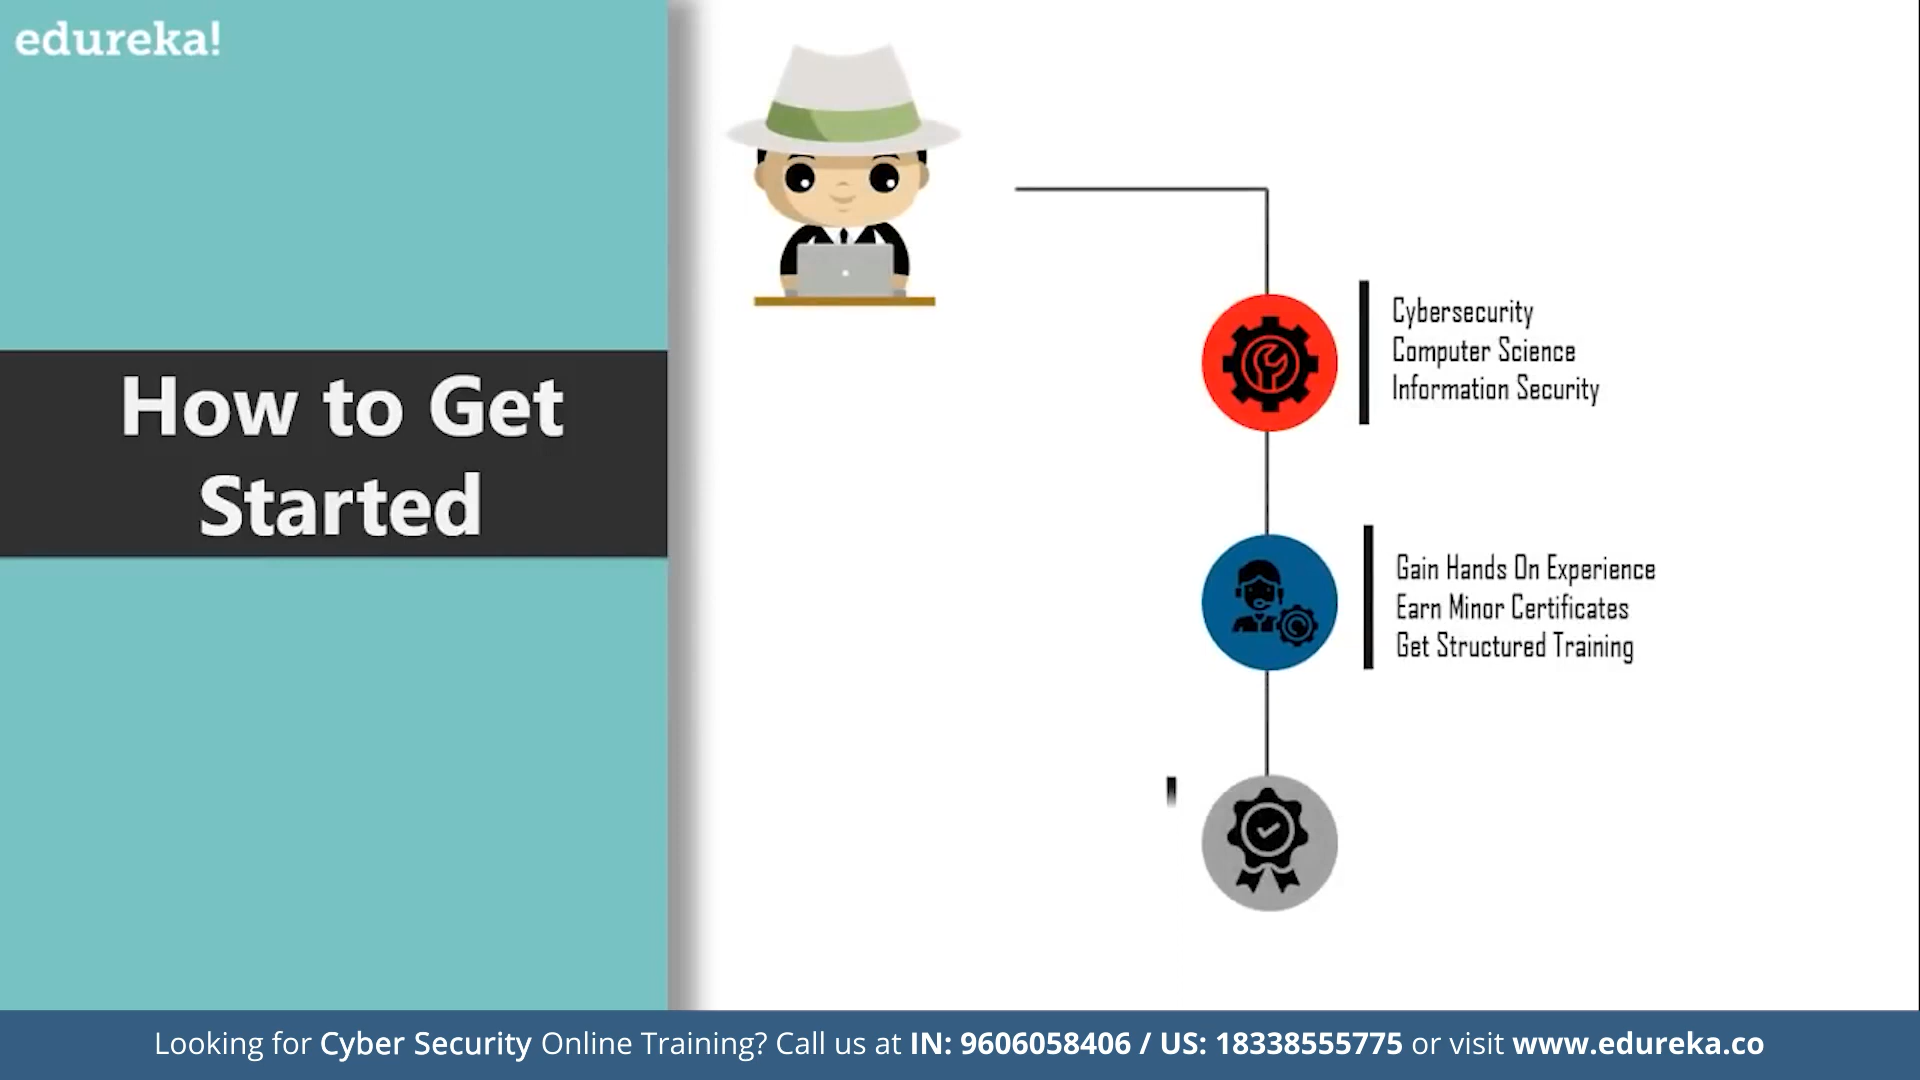 edureka!
How to Get
Started
Cybersecurity
Computer Science
Information Security
Gain Hands On Experience
Earn Minor Certificates
Get Structured Training
Looking for Cyber Security Online Training? Call us at IN: 9606058406 / US: 18338555775 or visit www.edureka.co